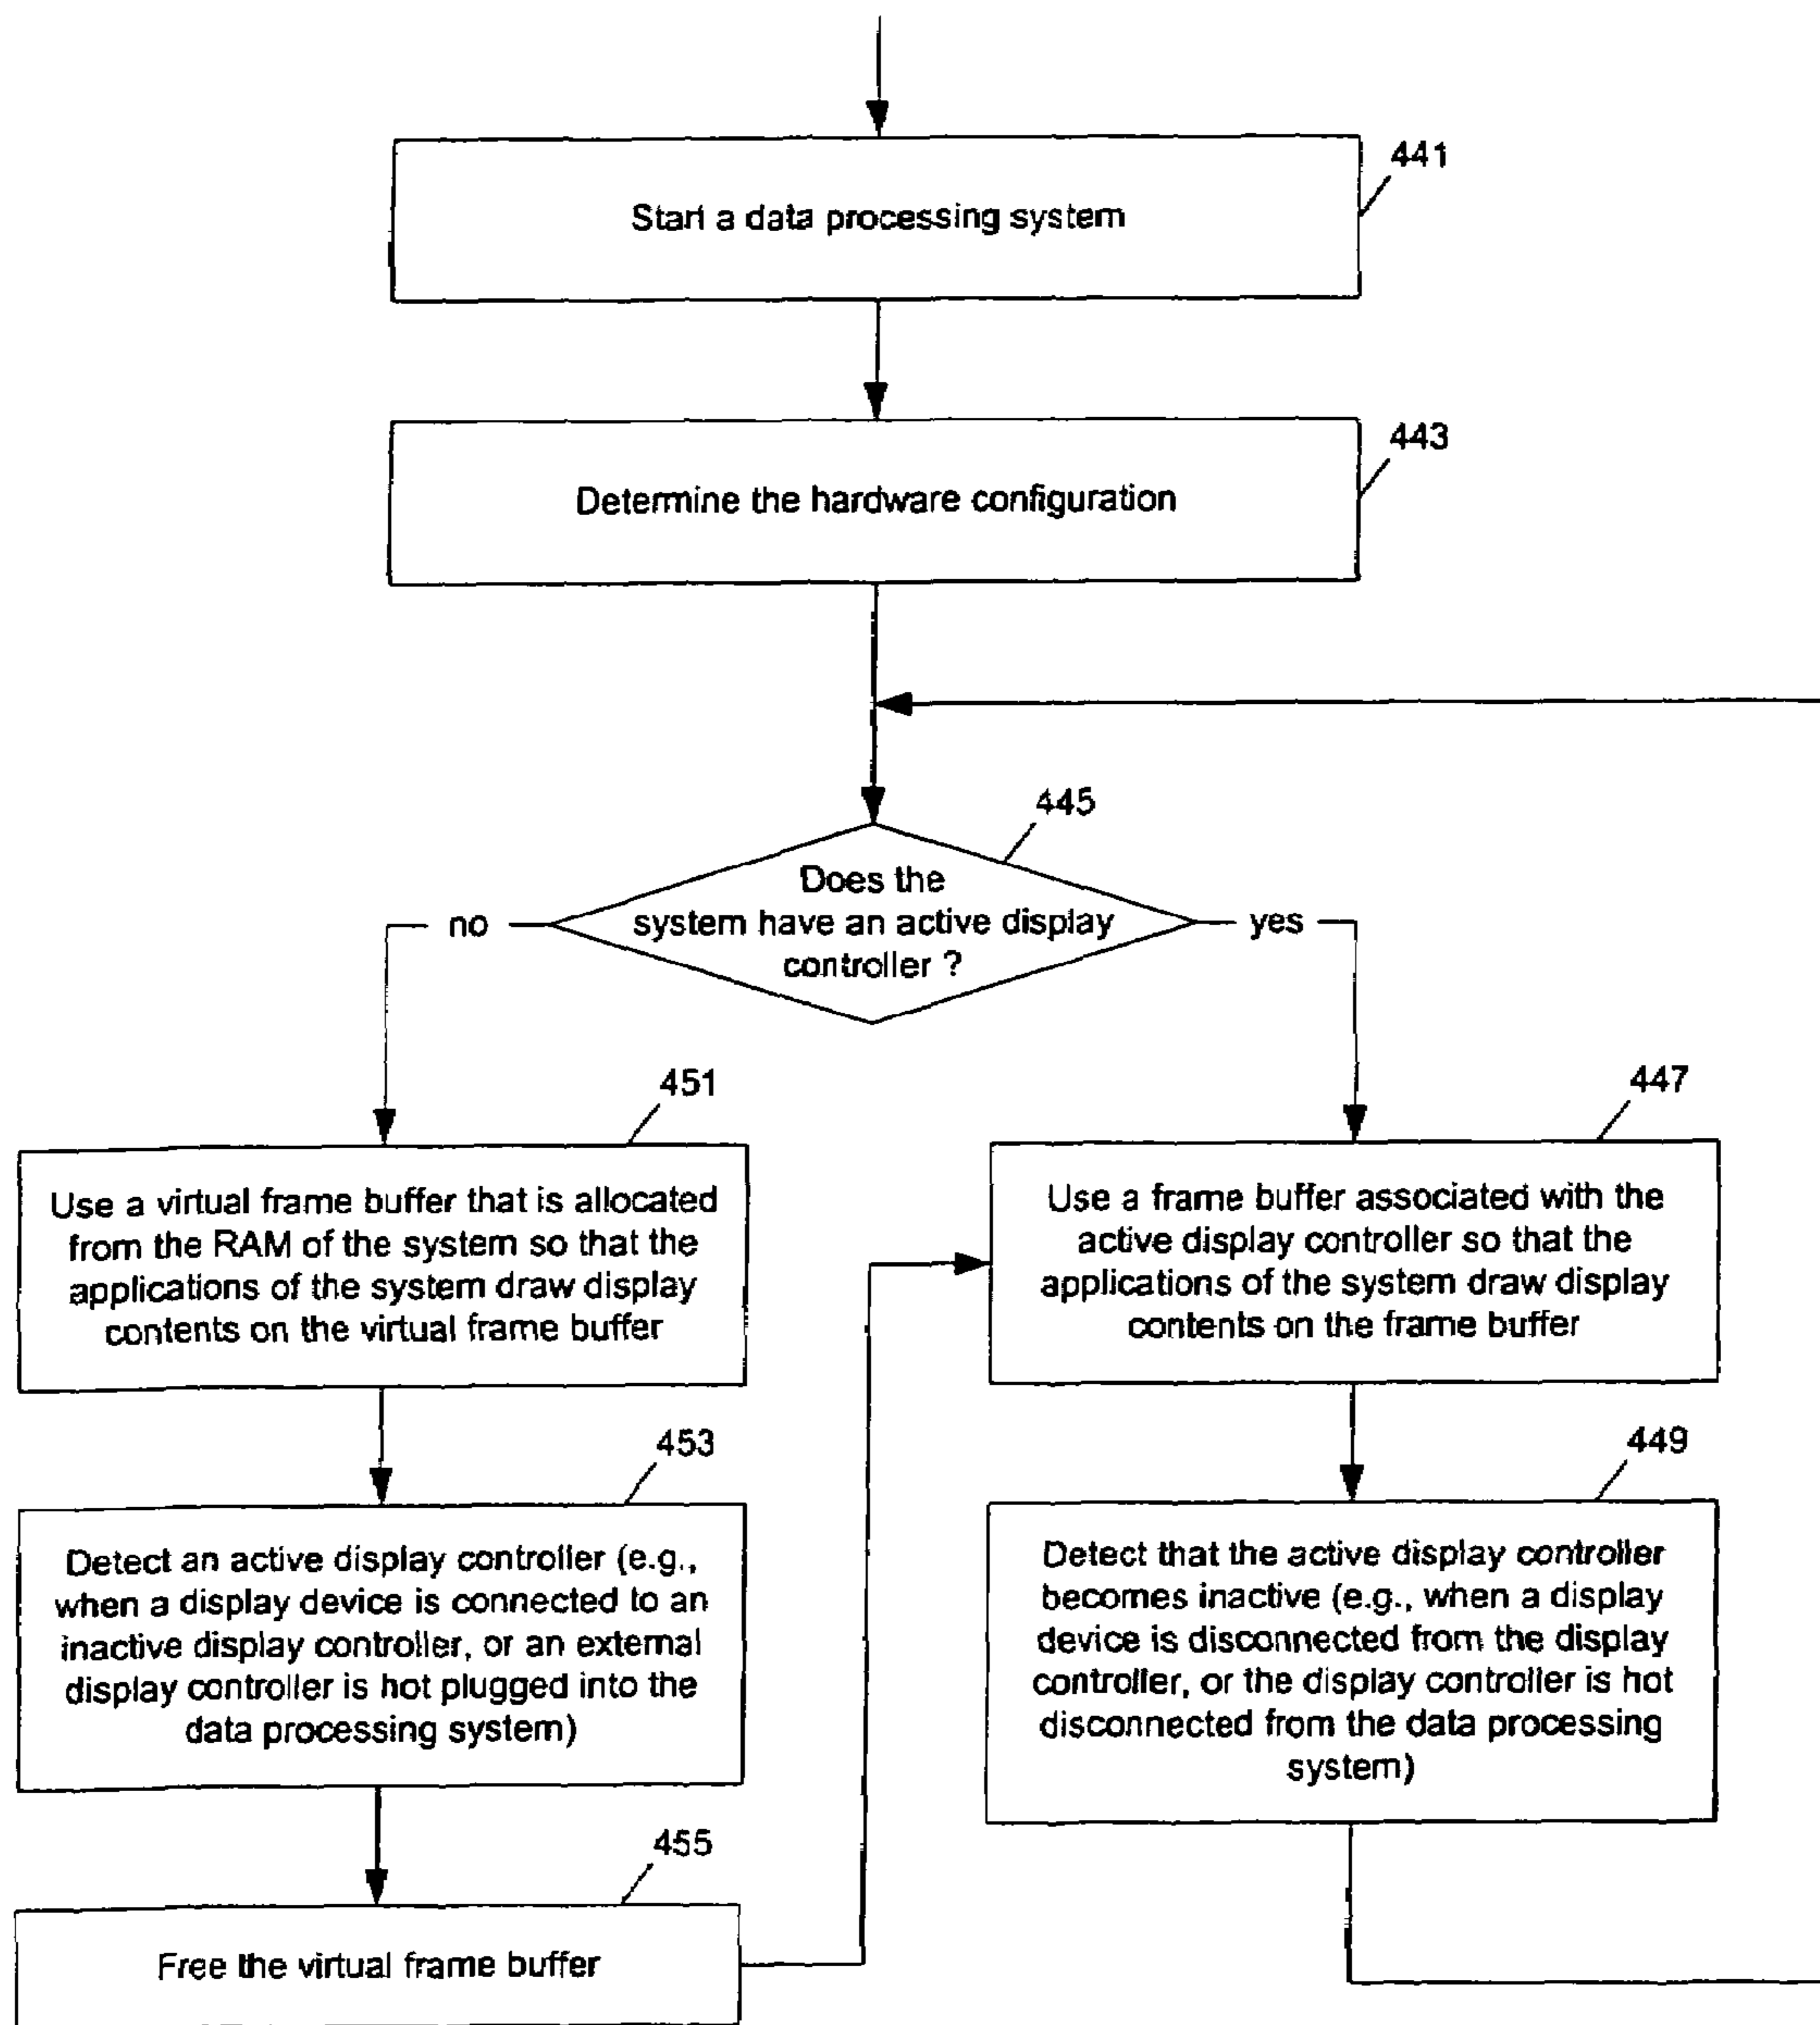 441
Start a data processing system
443
Determine the hardware configuration
445
Does the
system have an active display
controller ?
no
yes
451
Use a virtual frame buffer that is allocated
from the RAM of the system so that the
applications of the system draw display
contents on the virtual frame buffer
447
Use a frame buffer associated with the
active display controller so that the
applications of the system draw display
contents on the frame buffer
453
Detect an active display controller (e.g.,
when a display device is connected to an
inactive display controller, or an external
display controller is hot plugged into the
data processing system)
449
Detect that the active display controller
becomes inactive (e.g., when a display
device is disconnected from the display
controller, or the display controller is hot
disconnected from the data processing
system)
455
Free the virtual frame buffer